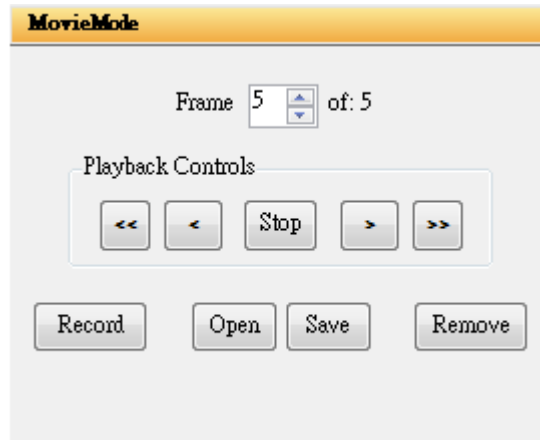 MovieMode
Frame 5 of: 5
Playback Controls
<< < Stop > >>
Record Open Save Remove